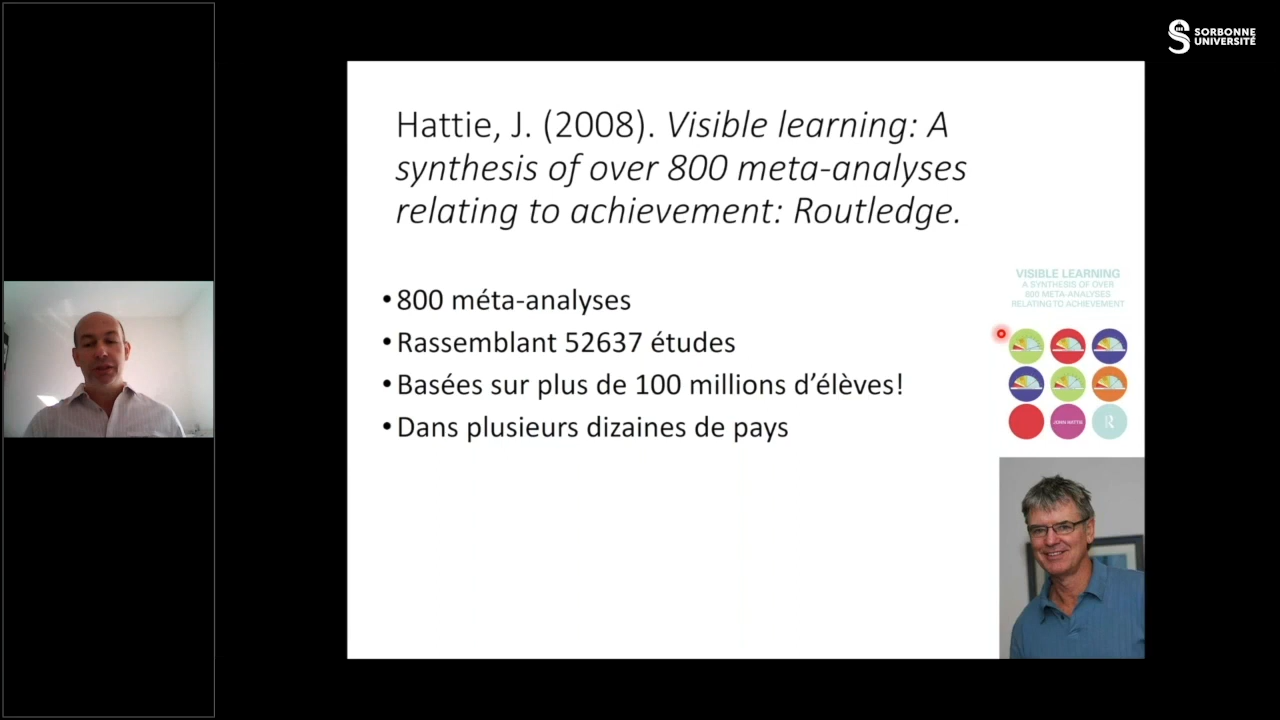 SORBONNE
UNIVERSITÉ
Hattie, J. (2008). Visible learning: A
synthesis of over 800 meta-analyses
relating to achievement: Routledge.
• 800 méta-analyses
• Rassemblant 52637 études
• Basées sur plus de 100 millions d’élèves!
• Dans plusieurs dizaines de pays
VISIBLE LEARNING
A SYNTHESIS OF OVER
800 META-ANALYSES
RELATING TO ACHIEVEMENT
JOHN HATTIE
R